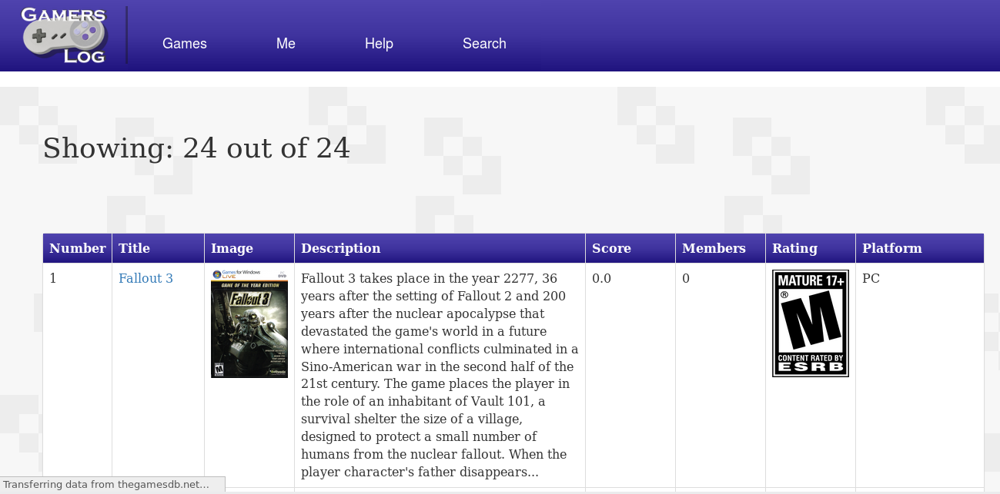 GAMERS
LOG
Games Me Help Search
Showing: 24 out of 24
Number Title Image Description Score Members Rating Platform
1 Fallout 3 Fallout 3 takes place in the year 2277, 36 0.0 0 PC
years after the setting of Fallout 2 and 200
years after the nuclear apocalypse that
devastated the game's world in a future
where international conflicts culminated in a
Sino-American war in the second half of the
21st century. The game places the player in
the role of an inhabitant of Vault 101, a
survival shelter the size of a village,
designed to protect a small number of
humans from the nuclear fallout. When the
player character's father disappears...
Games for Windows
LIVE
PC
DVD
GAME OF THE YEAR EDITION
Fallout 3
M
Bethesda
MATURE 17+
M
®
CONTENT RATED BY
ESRB
Transferring data from thegamesdb.net...